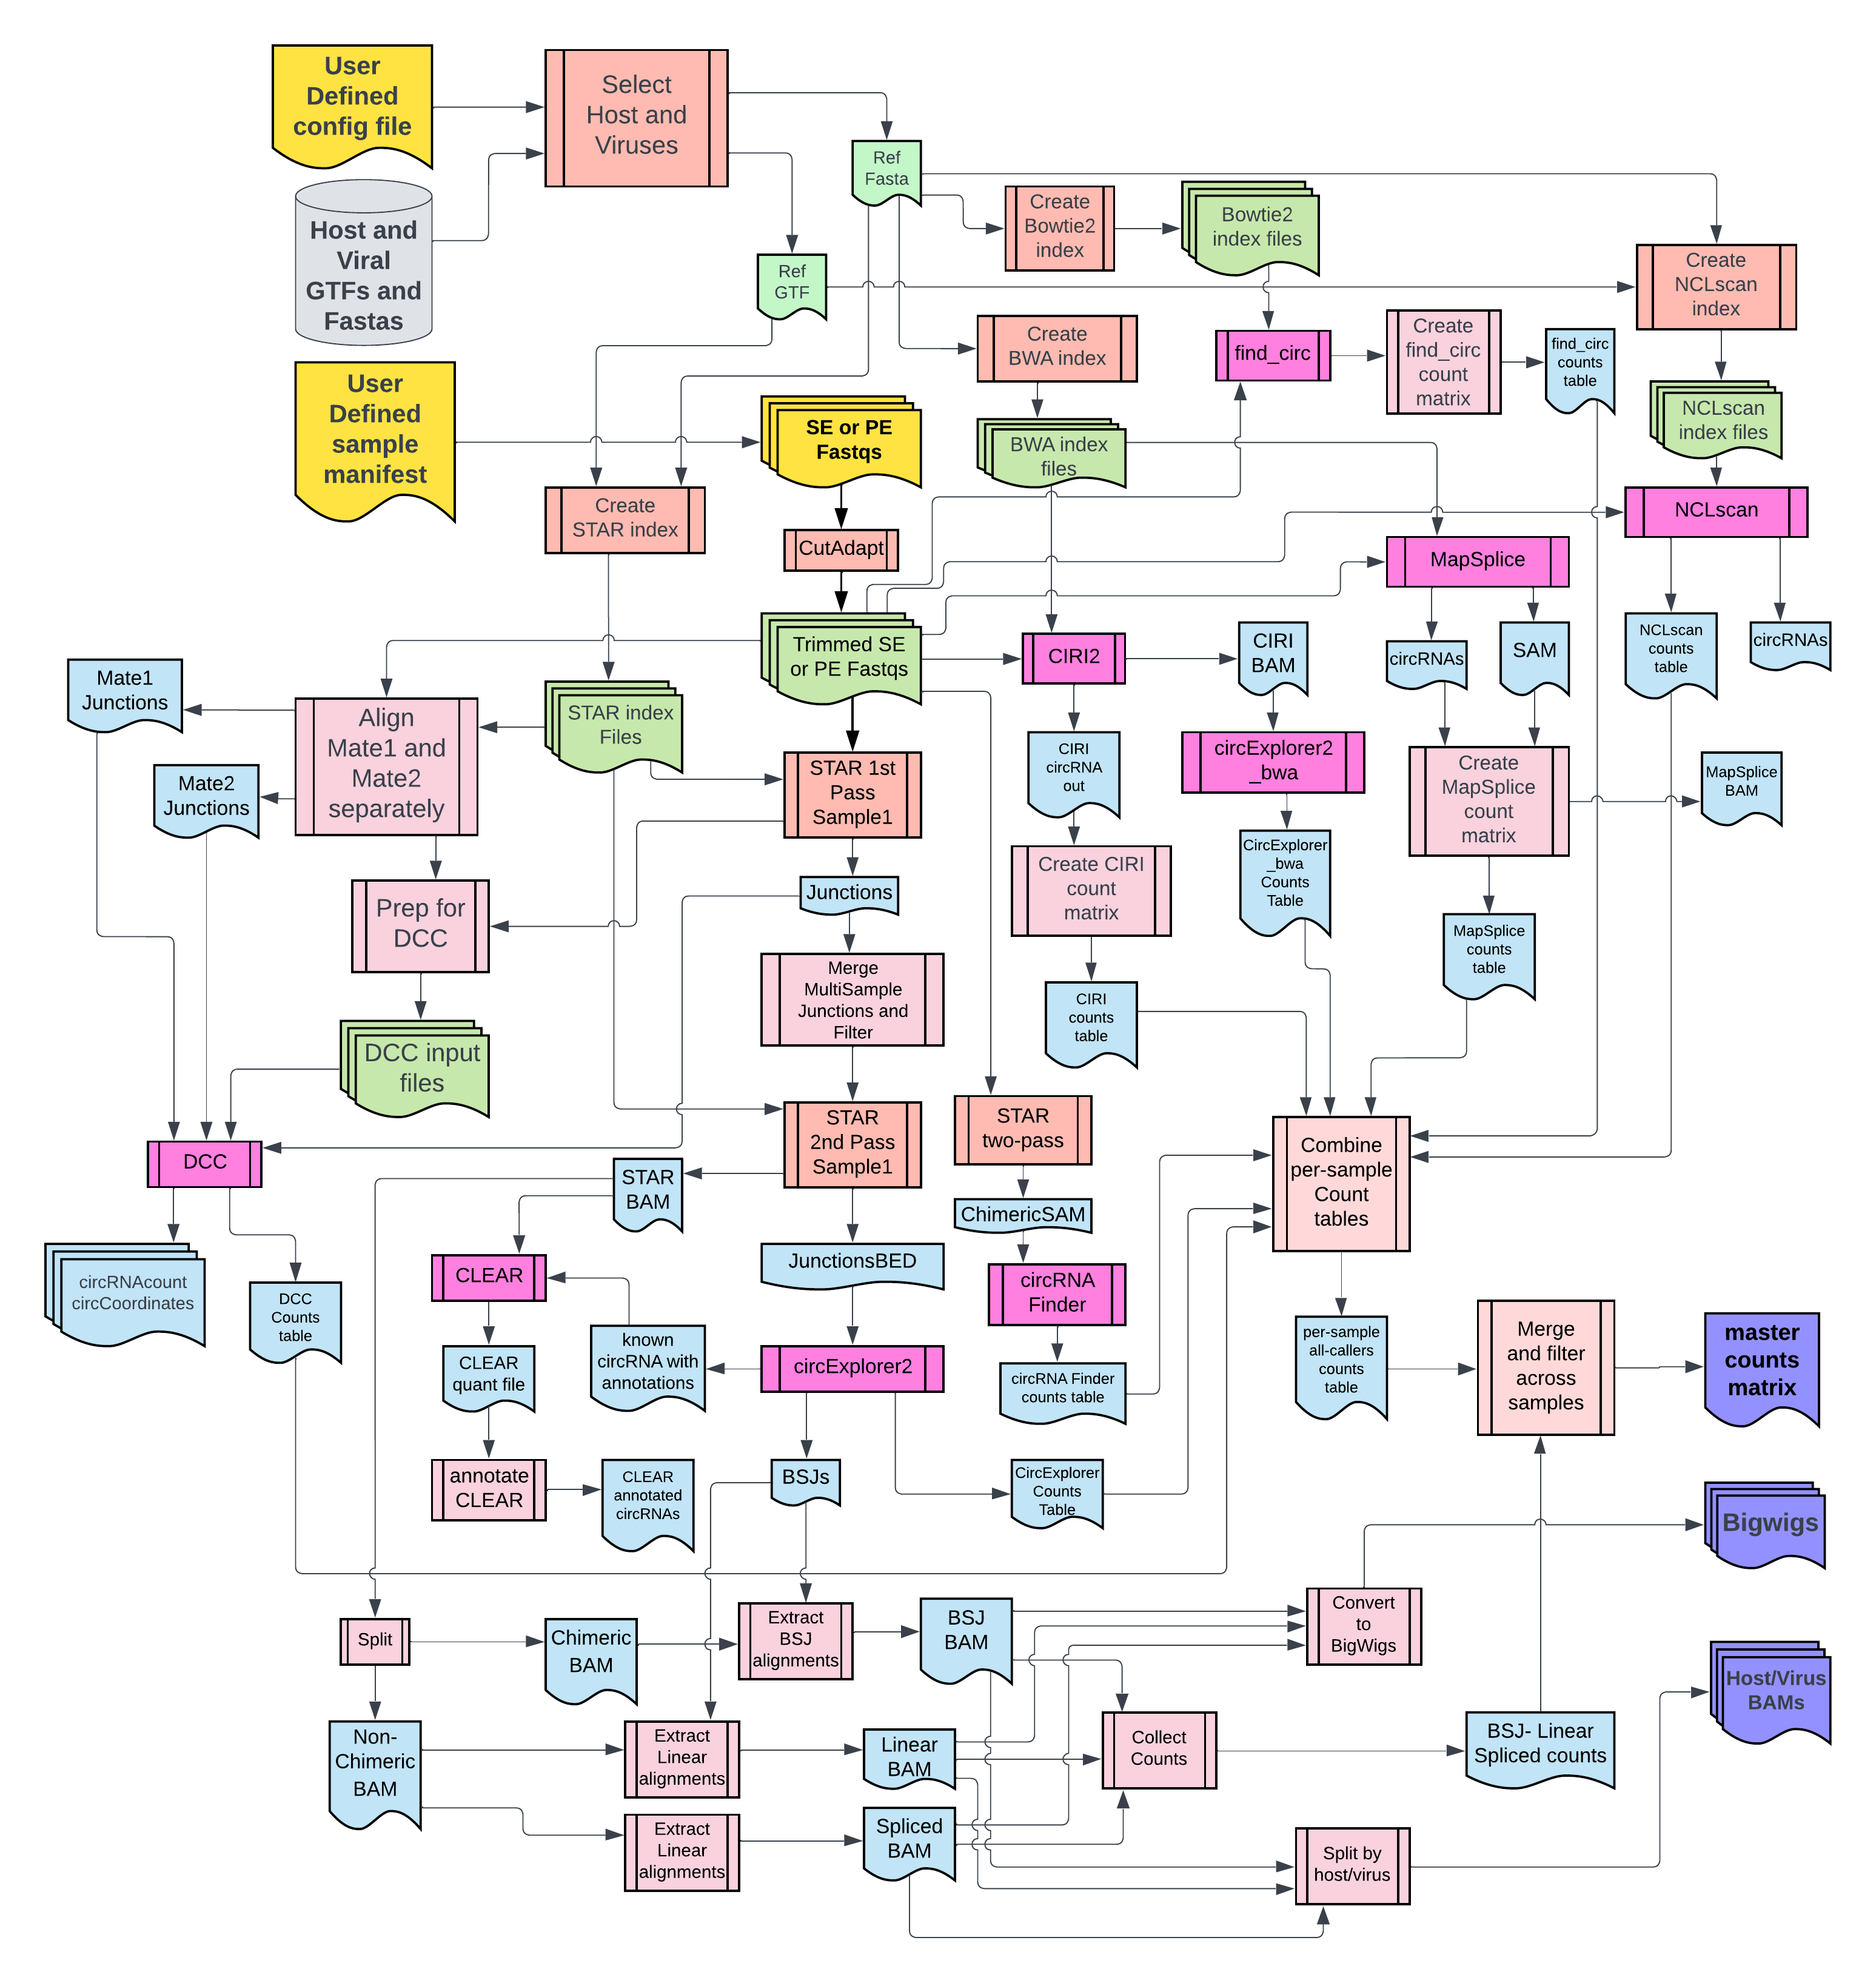 User
Defined
config file
Select
Host and
Viruses
Ref
Fasta
Host and
Viral
GTFs and
Fastas
Create
Bowtie2
index
Bowtie2
index files
Ref
GTF
Create
NCLscan
index
Create
BWA index
find_circ
Create
find_circ
count
matrix
find_circ
counts
table
User
Defined
sample
manifest
SE or PE
Fastqs
BWA index
files
NCLscan
index files
Create
STAR index
CutAdapt
NCLscan
MapSplice
Trimmed SE
or PE Fastqs
CIRI2
CIRI
BAM
circRNAs
SAM
NCLscan
counts
table
circRNAs
Mate1
Junctions
Align
Mate1 and
Mate2
separately
STAR index
Files
Mate2
Junctions
STAR 1st
Pass
Sample1
CIRI
circRNA
out
circExplorer2
_bwa
Create
MapSplice
count
matrix
MapSplice
BAM
Prep for
DCC
Junctions
Create CIRI
count
matrix
CircExplorer
_bwa
Counts
Table
MapSplice
counts
table
Merge
MultiSample
Junctions and
Filter
CIRI
counts
table
DCC input
files
DCC
STAR
2nd Pass
Sample1
STAR
two-pass
Combine
per-sample
Count
tables
STAR
BAM
ChimericSAM
circRNAcount
circCoordinates
DCC
Counts
table
CLEAR
JunctionsBED
circRNA
Finder
CLEAR
quant file
known
circRNA with
annotations
circExplorer2
circRNA Finder
counts table
per-sample
all-callers
counts
table
Merge
and filter
across
samples
master
counts
matrix
annotate
CLEAR
CLEAR
annotated
circRNAs
BSJs
CircExplorer
Counts
Table
Bigwigs
Split
Chimeric
BAM
Extract
BSJ
alignments
BSJ
BAM
Convert
to
BigWigs
Host/Virus
BAMs
Non-
Chimeric
BAM
Extract
Linear
alignments
Linear
BAM
Collect
Counts
BSJ- Linear
Spliced counts
Extract
Linear
alignments
Spliced
BAM
Split by
host/virus